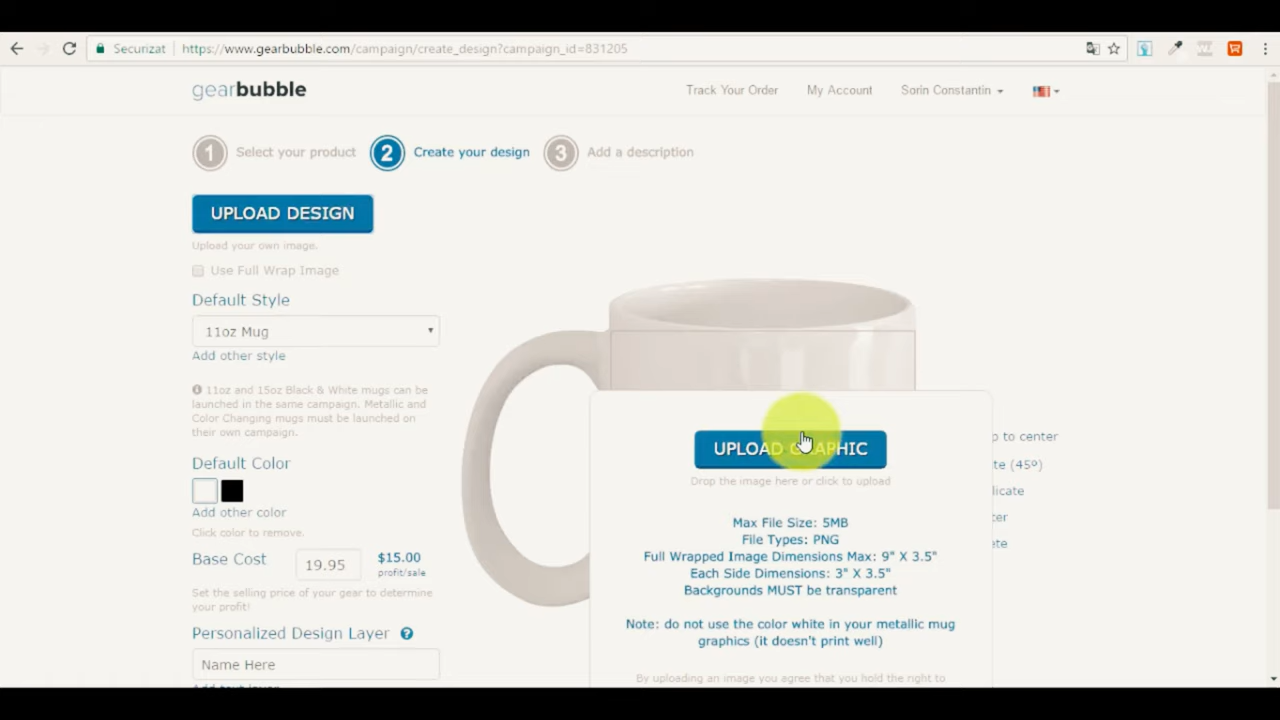 Securizat https://www.gearbubble.com/campaign/create_design?campaign_id=831205
gearbubble
Track Your Order
My Account
Sorin Constantin
1 Select your product
2 Create your design
3 Add a description
UPLOAD DESIGN
Upload your own image.
Use Full Wrap Image
Default Style
11oz Mug
Add other style
11oz and 15oz Black & White mugs can be
launched in the same campaign. Metallic and
Color Changing mugs must be launched on
their own campaign.
Default Color
Add other color
Click color to remove.
Base Cost
19.95
$15.00
profit/sale
Set the selling price of your gear to determine
your profit!
Personalized Design Layer
Name Here
UPLOAD GRAPHIC
Drop the image here or click to upload
Max File Size: 5MB
File Types: PNG
Full Wrapped Image Dimensions Max: 9" X 3.5"
Each Side Dimensions: 3" X 3.5"
Backgrounds MUST be transparent
Note: do not use the color white in your metallic mug
graphics (it doesn't print well)
By uploading an image you agree that you hold the right to
p to center
te (45º)
licate
ter
te